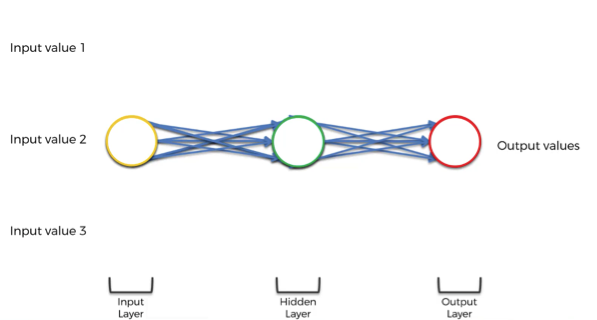 Input value 1
Input value 2
Output values
Input value 3
Input
Layer
Hidden
Layer
Output
Layer